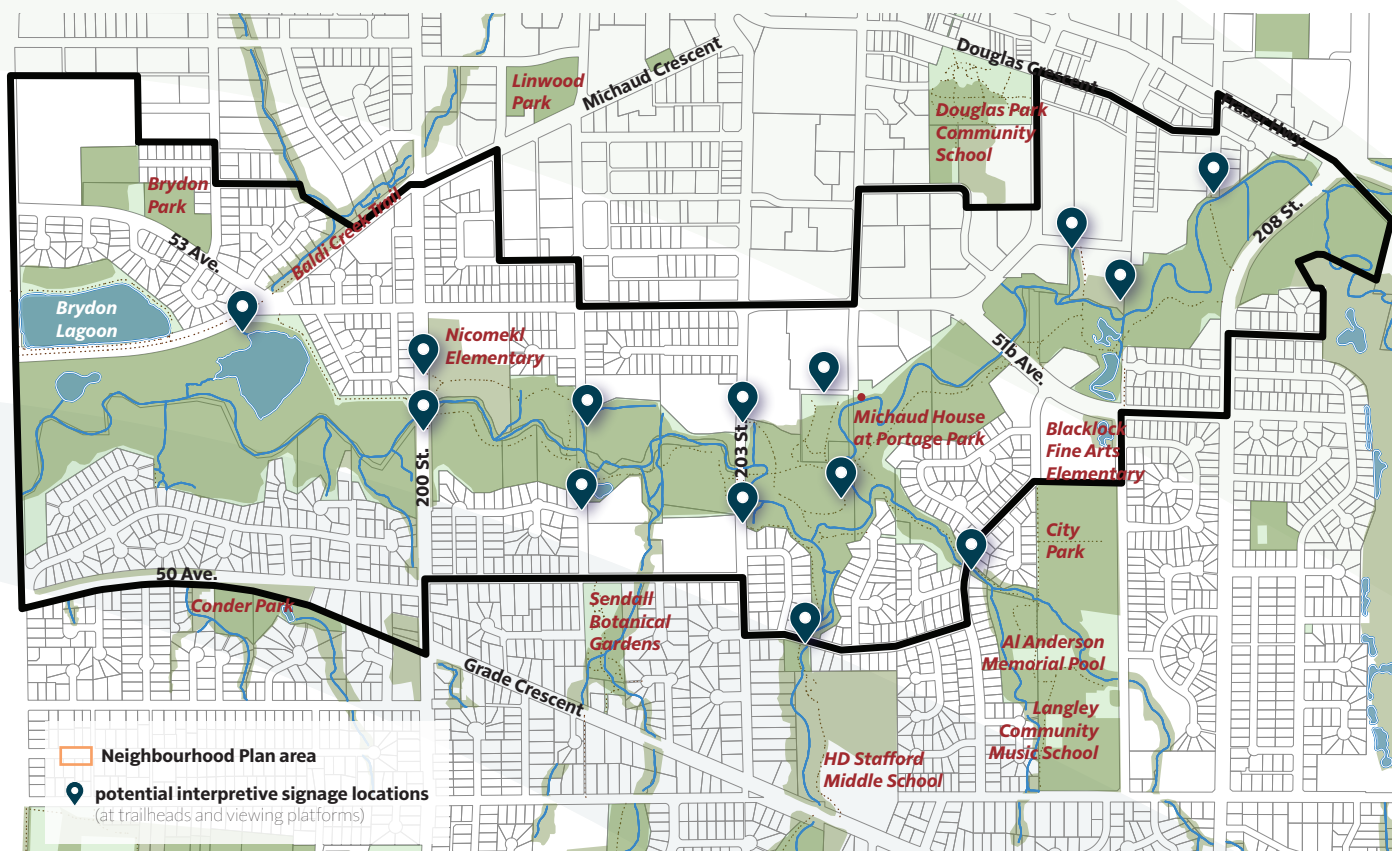 Douglas Crescent
Michaud Crescent
Linwood
Park
Douglas Park
Community
School
Fraser Hwy
Brydon
Park
Baldi Creek Trail
53 Ave.
208 St.
Brydon
Lagoon
Nicomekl
Elementary
51b Ave.
Michaud House
at Portage Park
Blacklock
Fine Arts
Elementary
203 St.
200 St.
City
Park
50 Ave.
Conder Park
Sendall
Botanical
Gardens
Al Anderson
Memorial Pool
Grade Crescent
Langley
Community
Music School
HD Stafford
Middle School
Neighbourhood Plan area
potential interpretive signage locations
(at trailheads and viewing platforms)